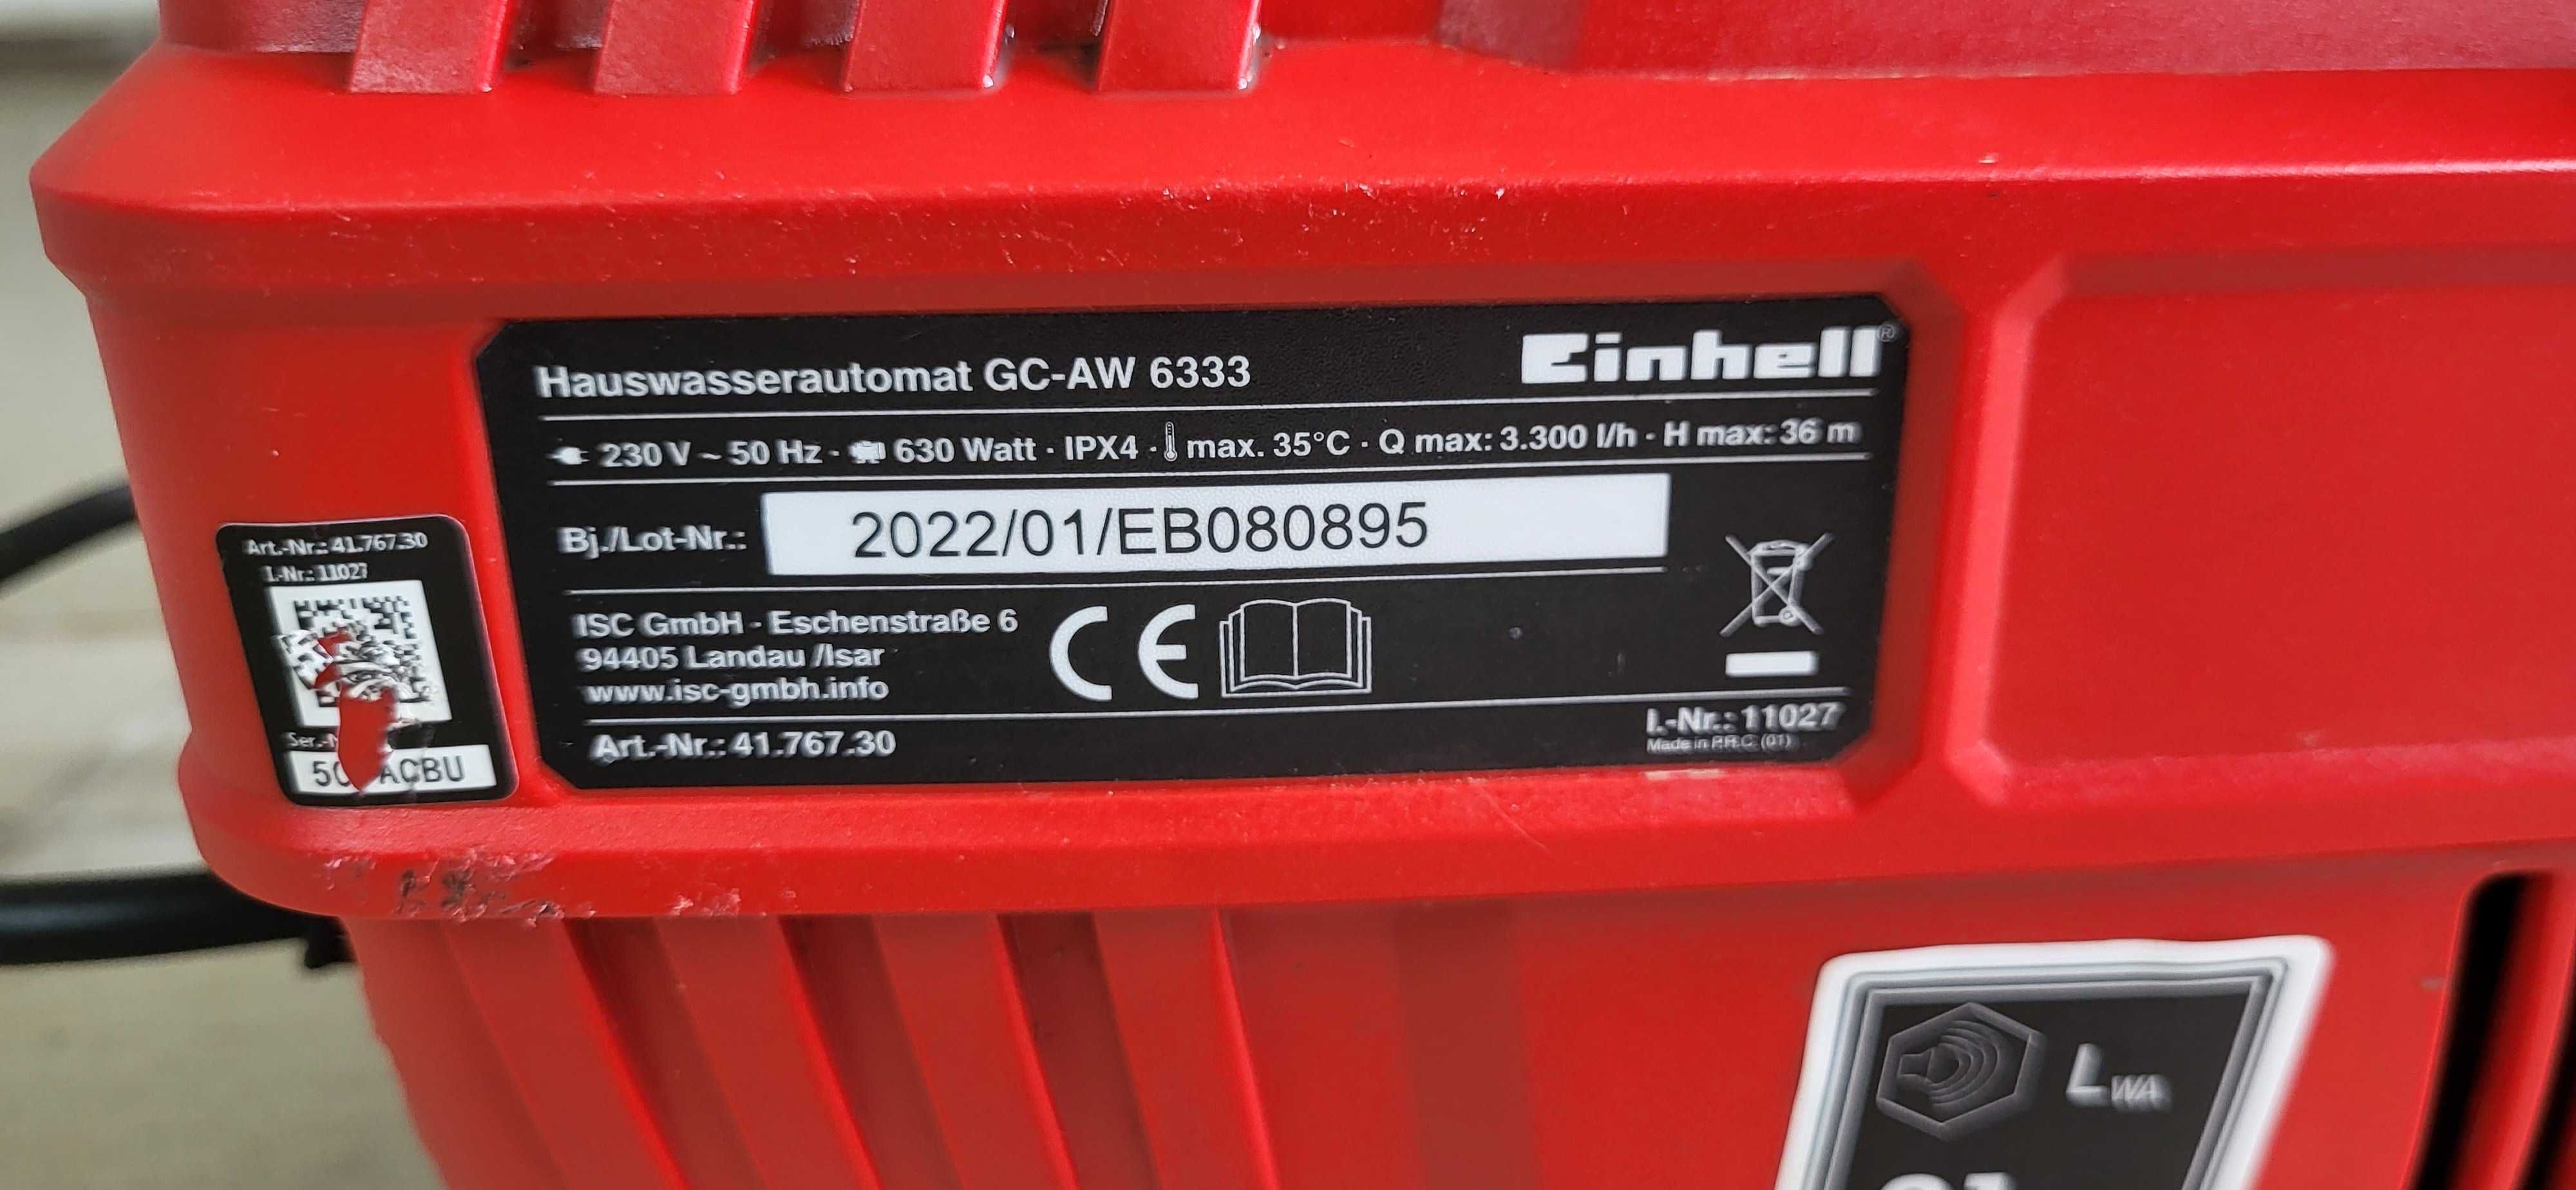 Hauswasserautomat GC-AW 6333
Einhell®
230 V ~ 50 Hz · 630 Watt · IPX4 · max. 35°C · Q max: 3.300 l/h · H max: 36 m
Bj./Lot-Nr.: 2022/01/EB080895
ISC GmbH - Eschenstraße 6
94405 Landau /Isar
www.isc-gmbh.info
CE
Art.-Nr.: 41.767.30
I.-Nr.: 11027
Made in P.R.C. (01)
Art.-Nr.: 41.767.30
I.-Nr.: 11027
LWA